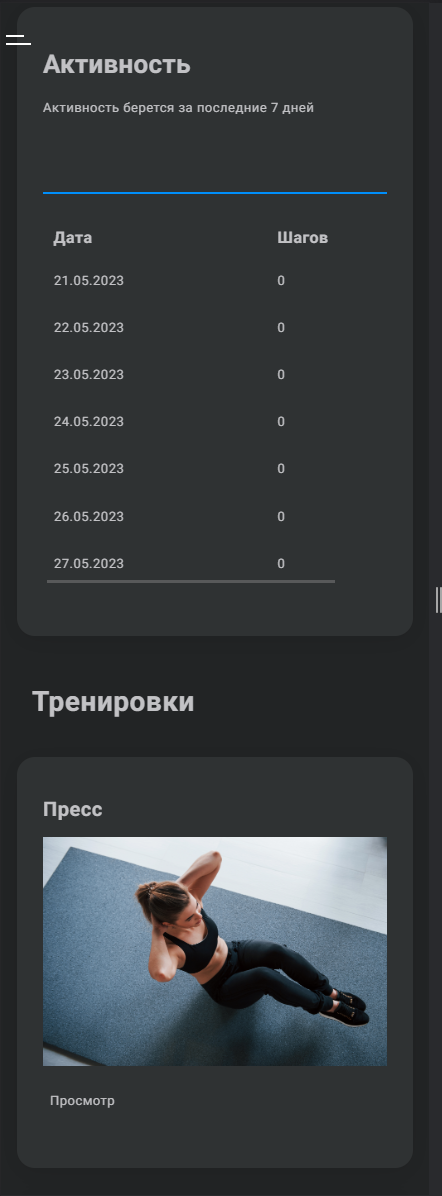 Активность
Активность берется за последние 7 дней
Дата Шагов
21.05.2023 0
22.05.2023 0
23.05.2023 0
24.05.2023 0
25.05.2023 0
26.05.2023 0
27.05.2023 0
Тренировки
Пресс
Просмотр